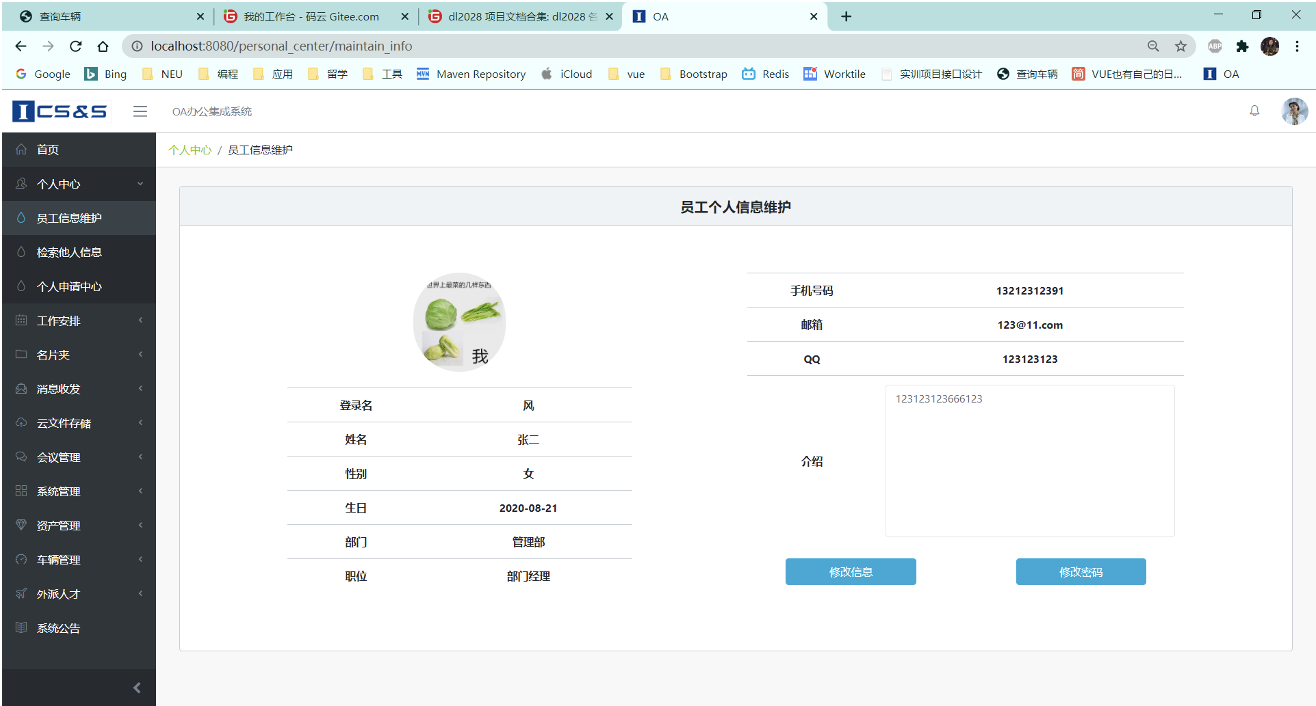 查询车辆
我的工作台 - 码云 Gitee.com
dl2028 项目文档合集: dl2028
OA
localhost:8080/personal_center/maintain_info
ABP
Google
Bing
NEU
编程
应用
留学
工具
Maven Repository
iCloud
vue
Bootstrap
Redis
Worktile
实训项目接口设计
查询车辆
简
VUE也有自己的日...
OA
ICS&S
OA办公集成系统
首页
个人中心
员工信息维护
检索他人信息
个人申请中心
工作安排
名片夹
消息收发
云文件存储
会议管理
系统管理
资产管理
车辆管理
外派人才
系统公告
个人中心 / 员工信息维护
员工个人信息维护
世界上最菜的几样东西
我
登录名 风
姓名 张二
性别 女
生日 2020-08-21
部门 管理部
职位 部门经理
手机号码 13212312391
邮箱 123@11.com
QQ 123123123
介绍 123123123666123
修改信息
修改密码